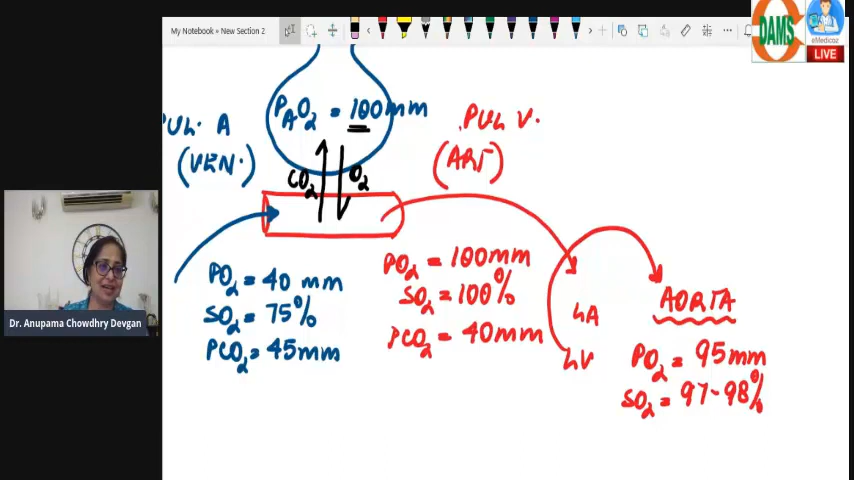 My Notebook » New Section 2
DAMS
eMedicoz
LIVE
PAO2 = 100mm
PUL. A
(VEN.)
PUL V.
(ART)
CO2
O2
PO2 = 40 mm
SO2 = 75%
PCO2 = 45mm
PO2 = 100mm
SO2 = 100%
PCO2 = 40mm
LA
LV
AORTA
PO2 = 95mm
SO2 = 97-98%
Dr. Anupama Chowdhry Devgan